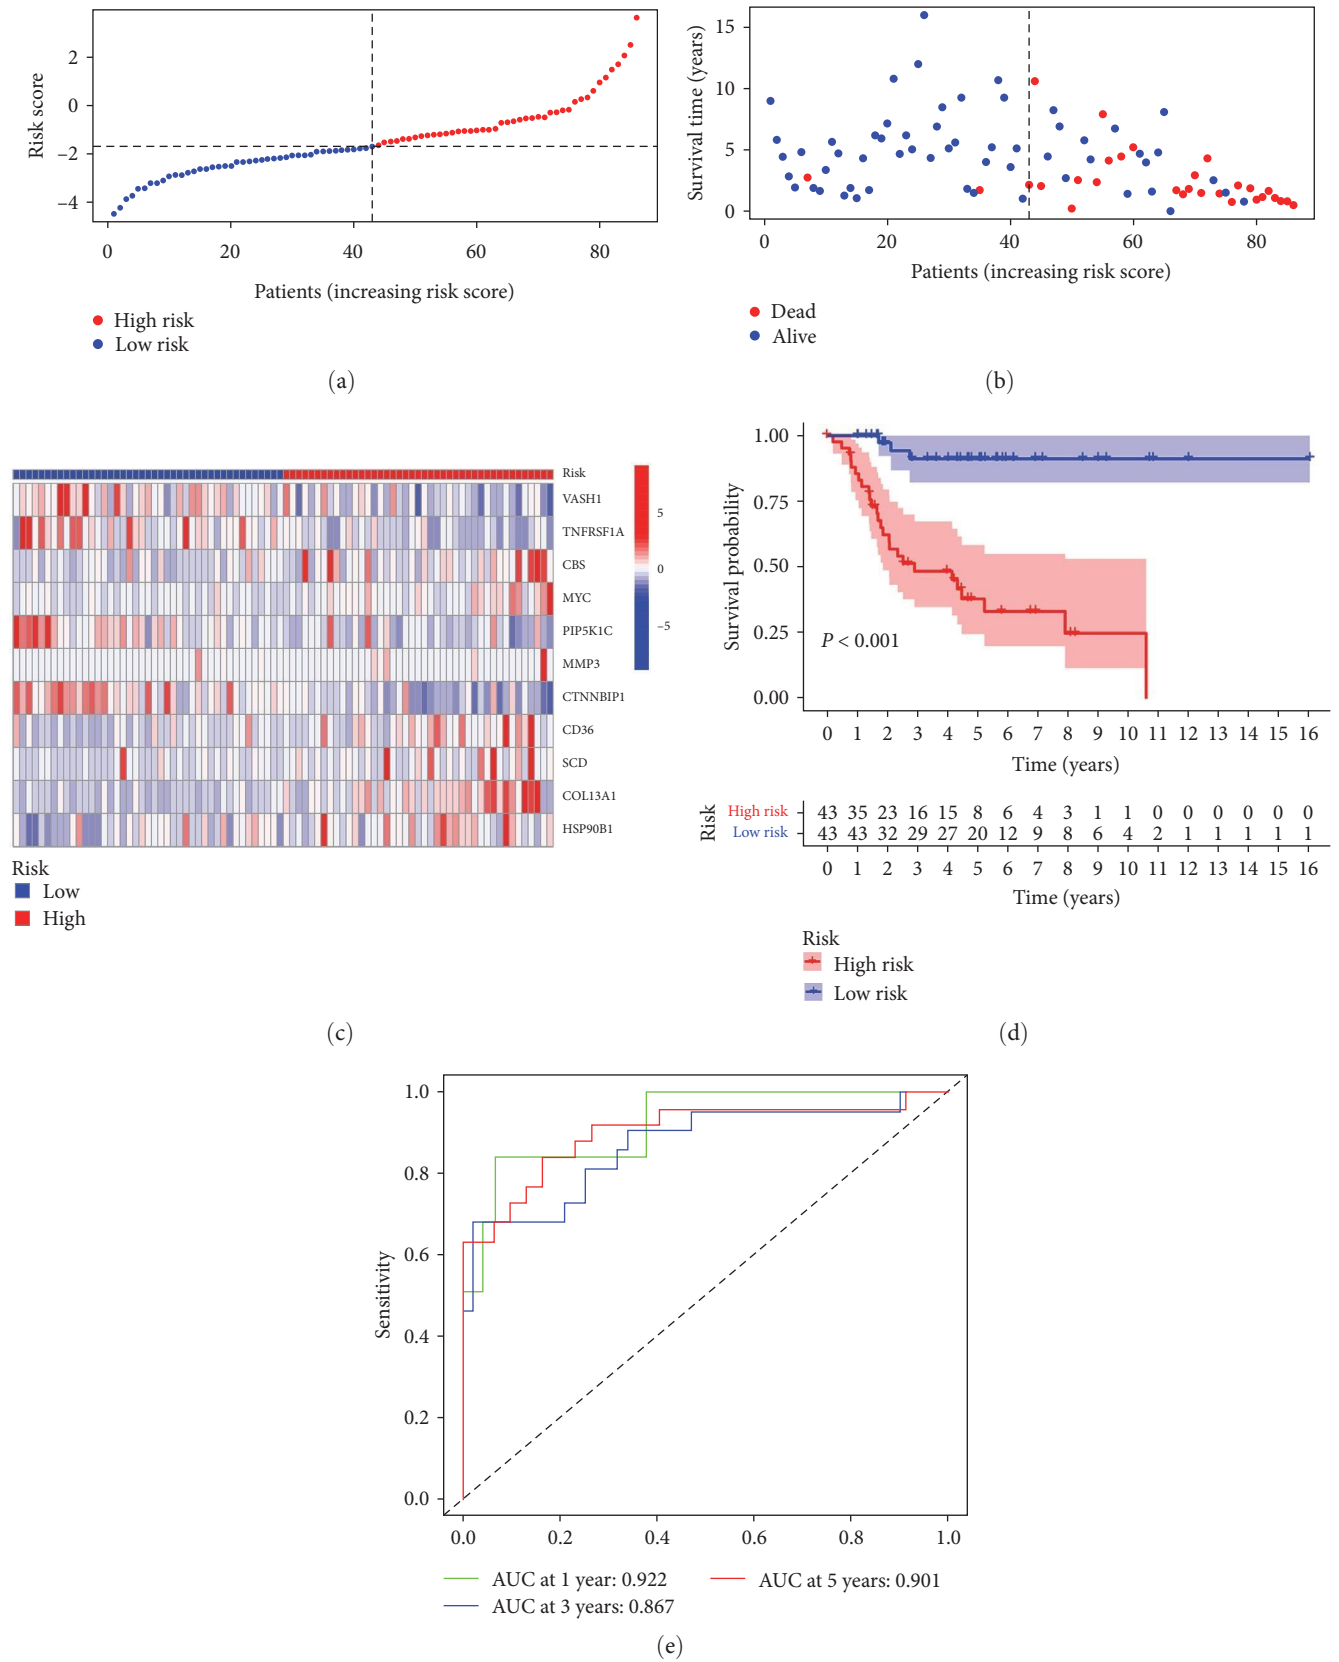 Risk score
2
0
−2
−4
0 20 40 60 80
Patients (increasing risk score)
High risk
Low risk
(a)
Survival time (years)
15
10
5
0
0 20 40 60 80
Patients (increasing risk score)
Dead
Alive
(b)
Risk
VASH1
TNFRSF1A
CBS
MYC
PIP5K1C
MMP3
CTNNBIP1
CD36
SCD
COL13A1
HSP90B1
5
0
−5
Risk
Low
High
(c)
Survival probability
1.00
0.75
0.50
0.25
0.00
P < 0.001
0 1 2 3 4 5 6 7 8 9 10 11 12 13 14 15 16
Time (years)
Risk
High risk 43 35 23 16 15 8 6 4 3 1 1 0 0 0 0 0 0
Low risk 43 43 32 29 27 20 12 9 8 6 4 2 1 1 1 1 1
0 1 2 3 4 5 6 7 8 9 10 11 12 13 14 15 16
Time (years)
Risk
High risk
Low risk
(d)
Sensitivity
1.0
0.8
0.6
0.4
0.2
0.0
0.0 0.2 0.4 0.6 0.8 1.0
AUC at 1 year: 0.922
AUC at 3 years: 0.867
AUC at 5 years: 0.901
(e)